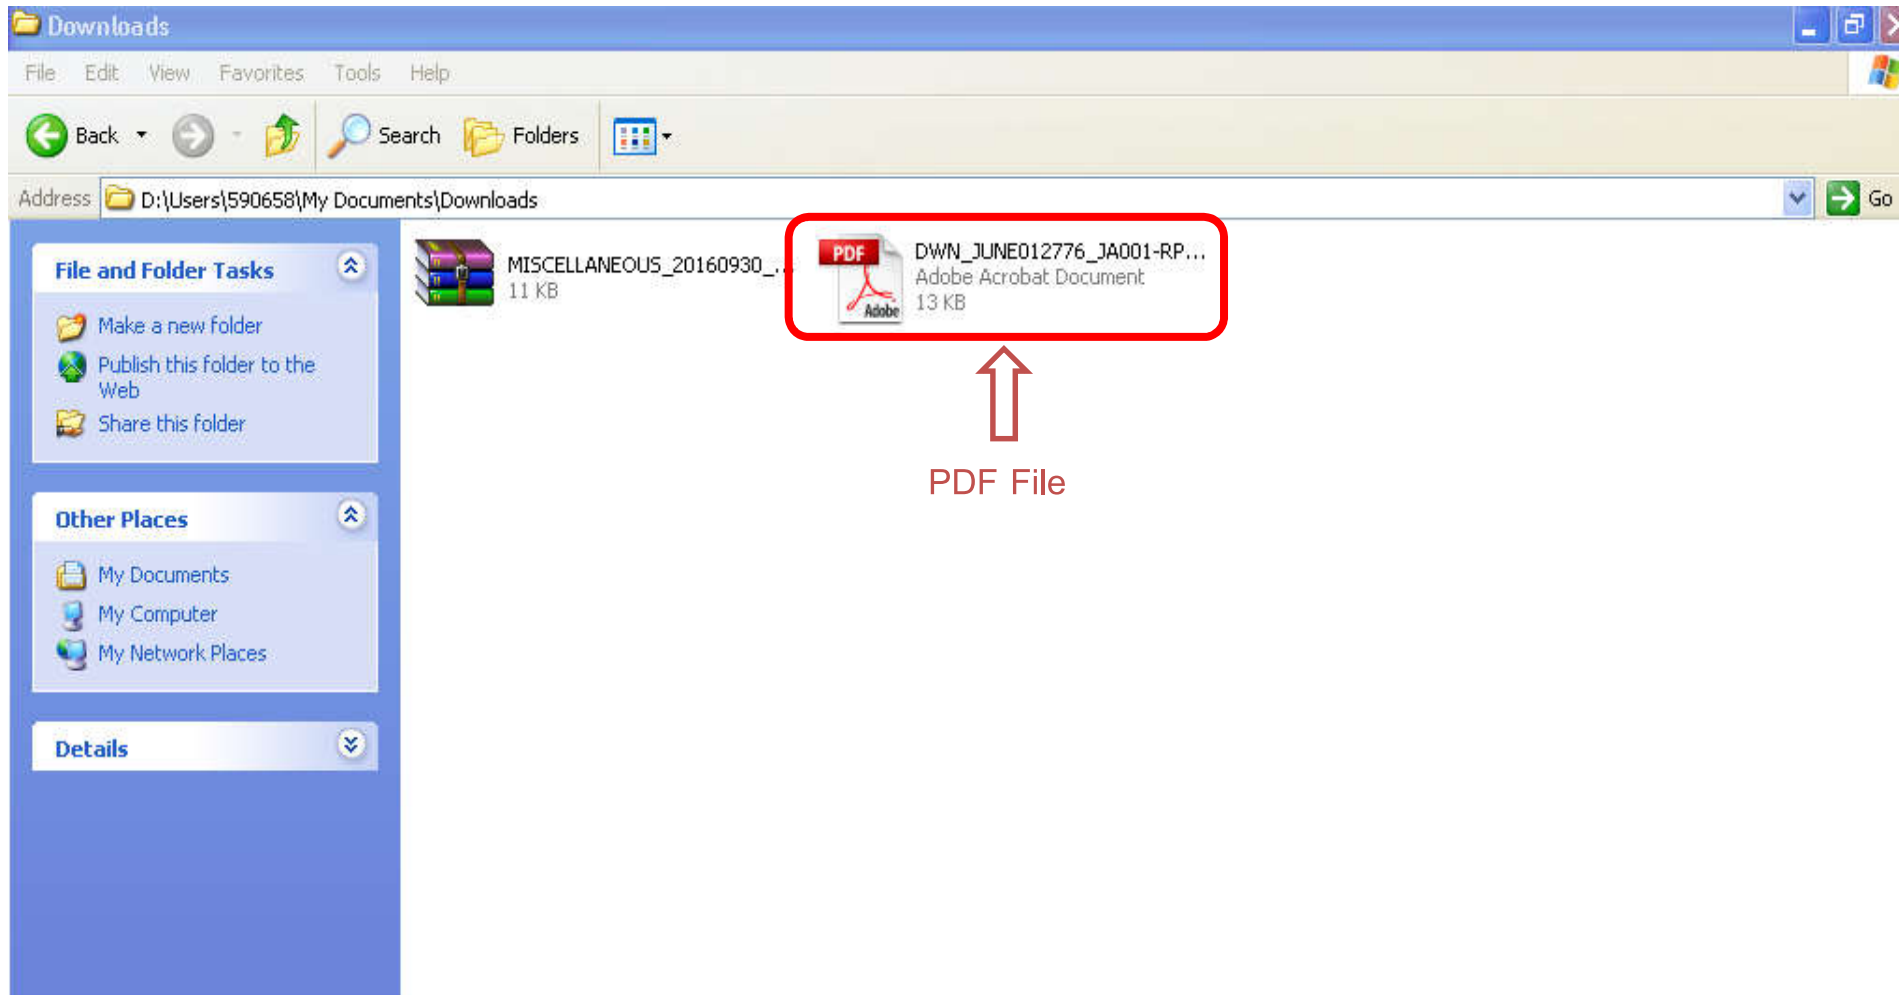 Downloads
File Edit View Favorites Tools Help
Back Search Folders
Address D:\Users\590658\My Documents\Downloads Go
File and Folder Tasks
Make a new folder
Publish this folder to the
Web
Share this folder
Other Places
My Documents
My Computer
My Network Places
Details
MISCELLANEOUS_20160930_...
11 KB
PDF
Adobe
DWN_JUNE012776_JA001-RP...
Adobe Acrobat Document
13 KB
PDF File